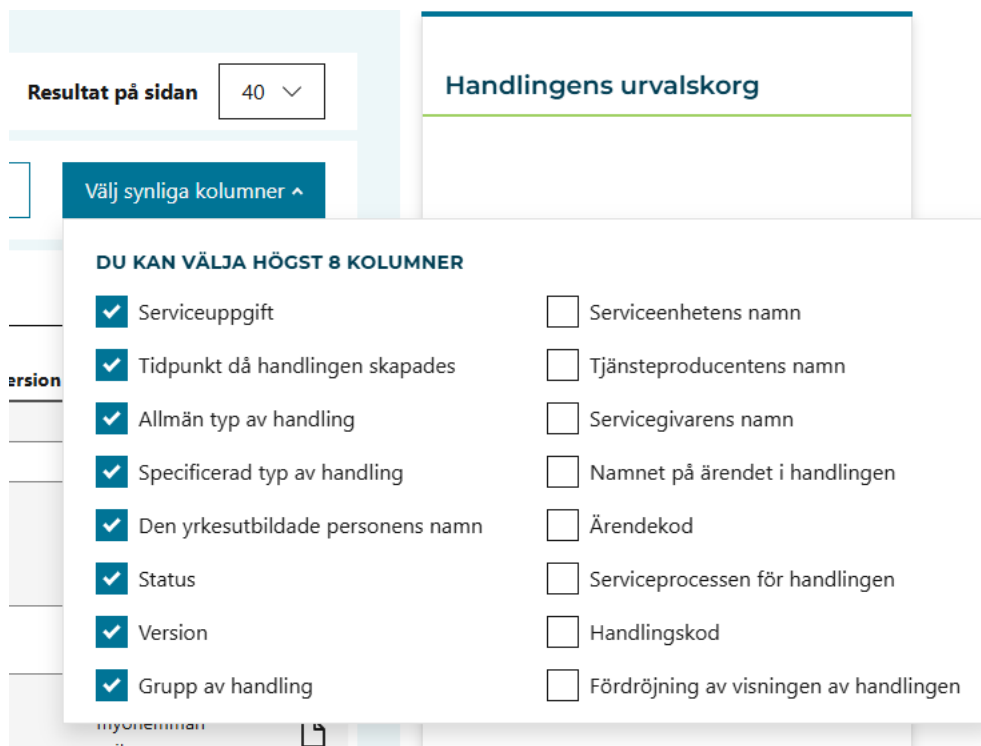 Resultat på sidan
40
Handlingens urvalskorg
Välj synliga kolumner
DU KAN VÄLJA HÖGST 8 KOLUMNER
Serviceuppgift
Serviceenhetens namn
Tidpunkt då handlingen skapades
Tjänsteproducentens namn
ersion
Allmän typ av handling
Servicegivarens namn
Specificerad typ av handling
Namnet på ärendet i handlingen
Den yrkesutbildade personens namn
Ärendekod
Status
Serviceprocessen för handlingen
Version
Handlingskod
Grupp av handling
Fördröjning av visningen av handlingen